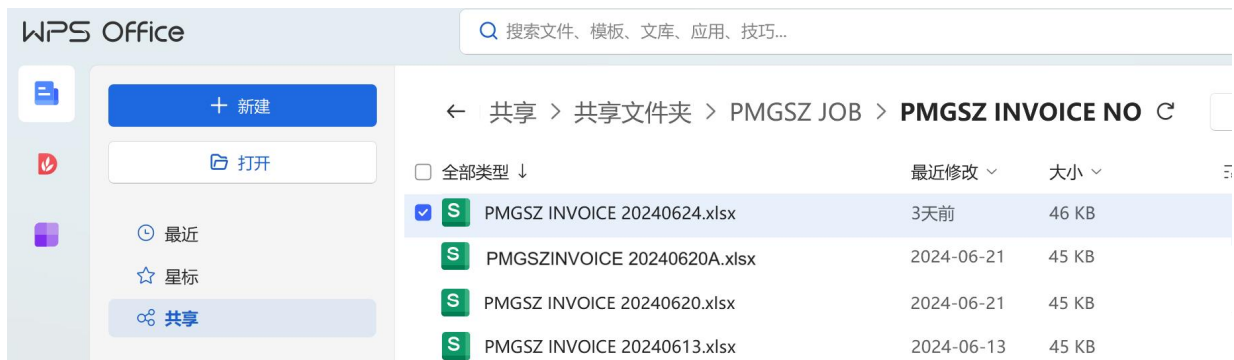 WPS Office
搜索文件、模板、文库、应用、技巧...
新建
打开
最近
星标
共享
共享 > 共享文件夹 > PMGSZ JOB > PMGSZ INVOICE NO
全部类型 ↓ 最近修改 大小
S PMGSZ INVOICE 20240624.xlsx 3天前 46 KB
S PMGSZINVOICE 20240620A.xlsx 2024-06-21 45 KB
S PMGSZ INVOICE 20240620.xlsx 2024-06-21 45 KB
S PMGSZ INVOICE 20240613.xlsx 2024-06-13 45 KB